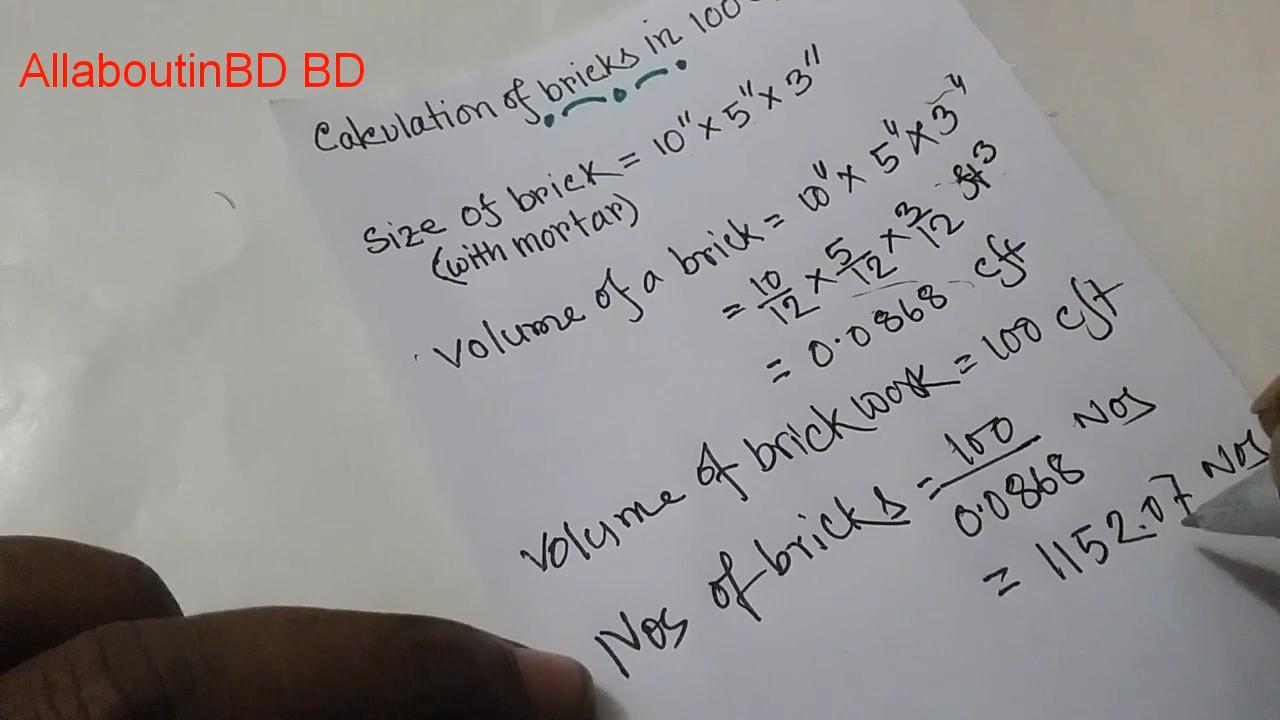 AllaboutinBD BD
Calculation of bricks in 100
Size of brick = 10" × 5" × 3"
(with mortar)
Volume of a brick = 10" × 5" × 3"
= 10/12 × 5/12 × 3/12 ft3
= 0.0868 cft
Volume of brick work = 100 cft
Nos of bricks = 100/0.0868 Nos
= 1152.07 Nos